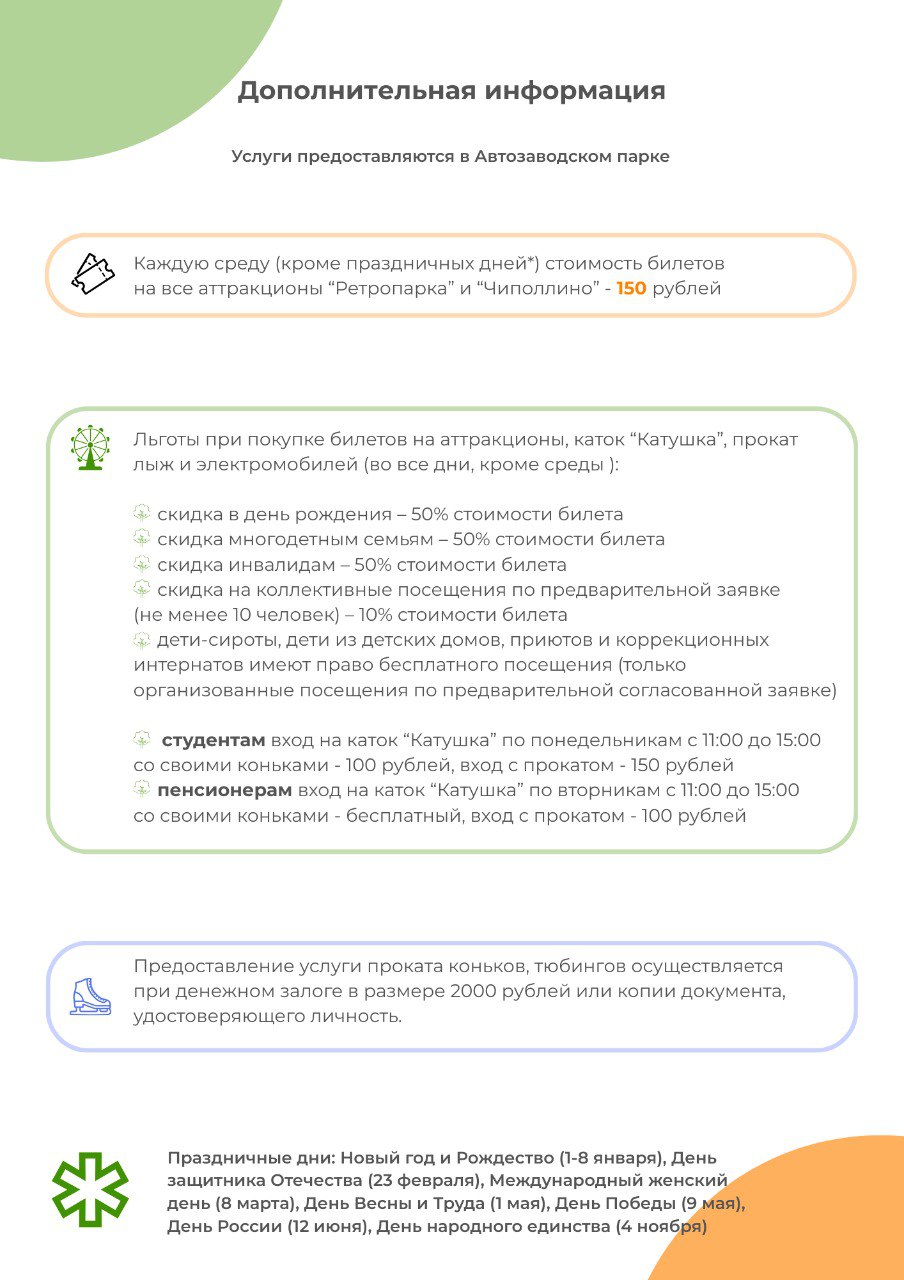 Дополнительная информация
Услуги предоставляются в Автозаводском парке
Каждую среду (кроме праздничных дней*) стоимость билетов
на все аттракционы “Ретропарка” и “Чиполлино” - 150 рублей
Льготы при покупке билетов на аттракционы, каток “Катушка”, прокат
лыж и электромобилей (во все дни, кроме среды ):
скидка в день рождения – 50% стоимости билета
скидка многодетным семьям – 50% стоимости билета
скидка инвалидам – 50% стоимости билета
скидка на коллективные посещения по предварительной заявке
(не менее 10 человек) – 10% стоимости билета
дети-сироты, дети из детских домов, приютов и коррекционных
интернатов имеют право бесплатного посещения (только
организованные посещения по предварительной согласованной заявке)
студентам вход на каток “Катушка” по понедельникам с 11:00 до 15:00
со своими коньками - 100 рублей, вход с прокатом - 150 рублей
пенсионерам вход на каток “Катушка” по вторникам с 11:00 до 15:00
со своими коньками - бесплатный, вход с прокатом - 100 рублей
Предоставление услуги проката коньков, тюбингов осуществляется
при денежном залоге в размере 2000 рублей или копии документа,
удостоверяющего личность.
Праздничные дни: Новый год и Рождество (1-8 января), День
защитника Отечества (23 февраля), Международный женский
день (8 марта), День Весны и Труда (1 мая), День Победы (9 мая),
День России (12 июня), День народного единства (4 ноября)